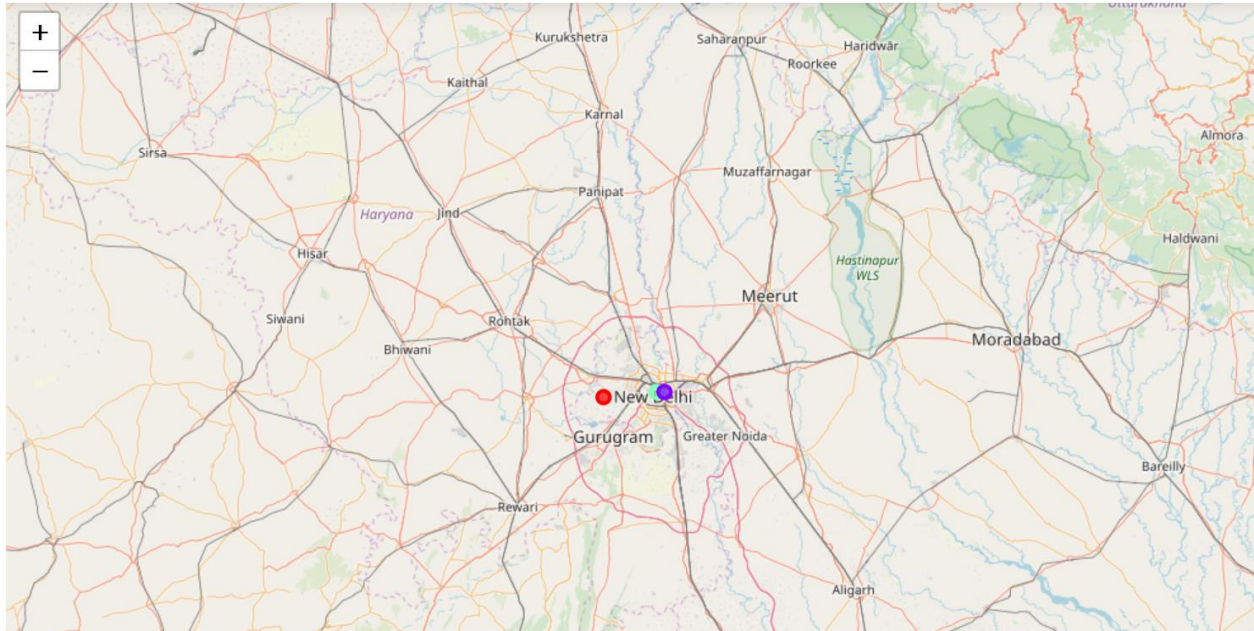 +
−
Uttarakhand
Kurukshetra
Saharanpur
Haridwār
Roorkee
Kaithal
Karnal
Almora
Sirsa
Muzaffarnagar
Panipat
Haryana
Jind
Haldwani
Hisar
Hastinapur
WLS
Meerut
Siwani
Rohtak
Moradabad
Bhiwani
New Delhi
Gurugram
Greater Noida
Bareilly
Rewari
Aligarh